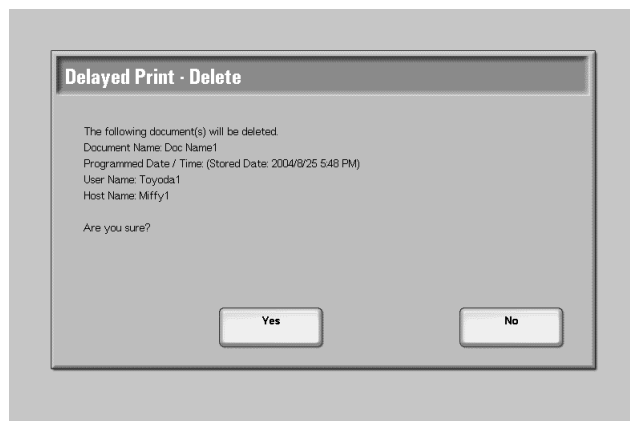 Delayed Print - Delete
The following document(s) will be deleted.
Document Name: Doc Name1
Programmed Date / Time: (Stored Date: 2004/8/25 5:48 PM)
User Name: Toyoda1
Host Name: Miffy1
Are you sure?
Yes
No